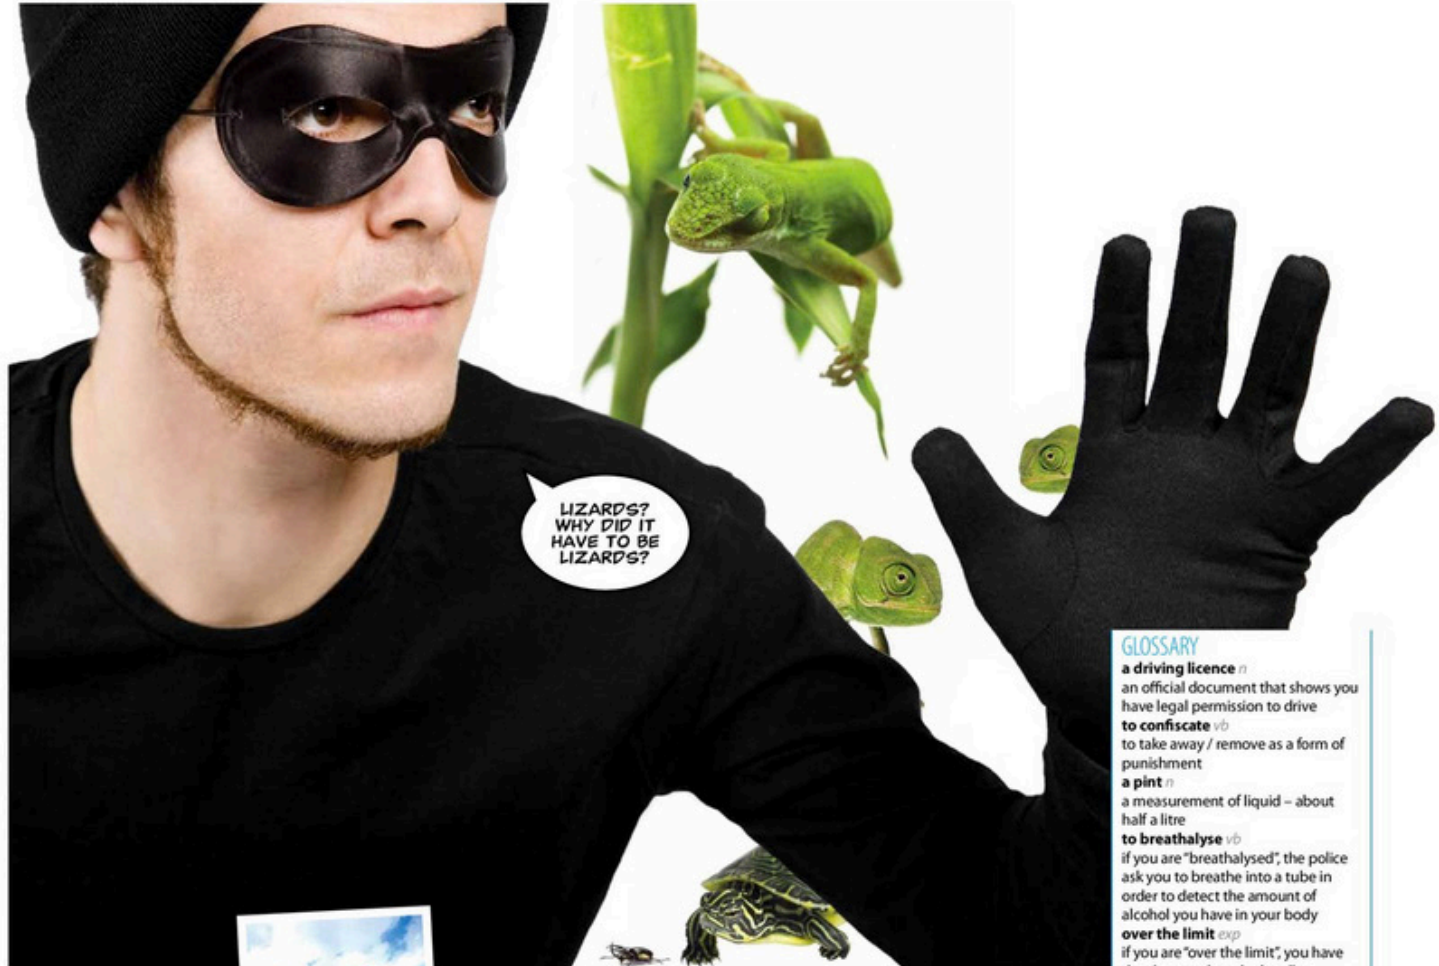 LIZARDS?
WHY DID IT
HAVE TO BE
LIZARDS?
GLOSSARY
a driving licence n
an official document that shows you
have legal permission to drive
to confiscate vb
to take away / remove as a form of
punishment
a pint n
a measurement of liquid – about
half a litre
to breathalyse vb
if you are “breathalysed”, the police
ask you to breathe into a tube in
order to detect the amount of
alcohol you have in your body
over the limit exp
if you are “over the limit”, you have